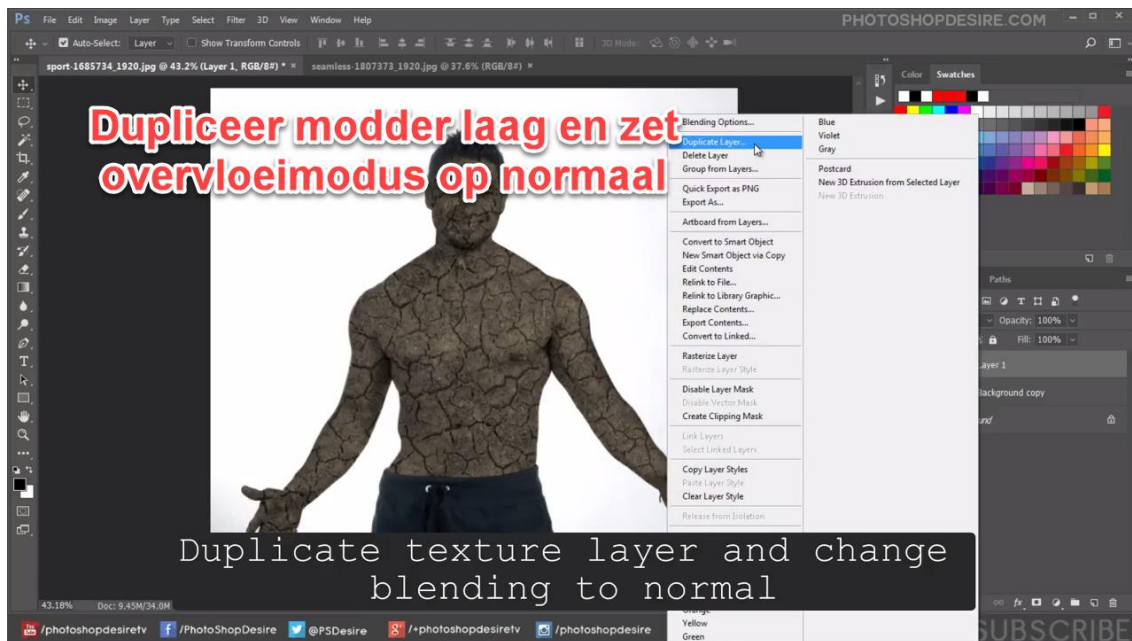 Ps File Edit Image Layer Type Select Filter 3D View Window Help
PHOTOSHOPDESIRE.COM
Auto-Select: Layer Show Transform Controls 3D Mode:
sport-1685734_1920.jpg @ 43.2% (Layer 1, RGB/8#) * × seamless-1807373_1920.jpg @ 37.6% (RGB/8) ×
Color Swatches
Dupliceer modder laag en zet
overvloeimodus op normaal
Blending Options...
Duplicate Layer...
Delete Layer
Group from Layers...
Quick Export as PNG
Export As...
Artboard from Layers...
Convert to Smart Object
New Smart Object via Copy
Edit Contents
Relink to File...
Relink to Library Graphic...
Replace Contents...
Export Contents...
Convert to Linked...
Rasterize Layer
Rasterize Layer Style
Disable Layer Mask
Disable Vector Mask
Create Clipping Mask
Link Layers
Select Linked Layers
Copy Layer Styles
Paste Layer Style
Clear Layer Style
Release from Isolation
Orange
Yellow
Green
Blue
Violet
Gray
Postcard
New 3D Extrusion from Selected Layer
New 3D Extrusion
Paths
Opacity: 100%
Fill: 100%
ayer 1
Background copy
und
Duplicate texture layer and change
blending to normal
43.18% Doc: 9.45M/34.0M
/photoshopdesiretv /PhotoShopDesire @PSDesire /+photoshopdesiretv /photoshopdesiretv
SUBSCRIBE